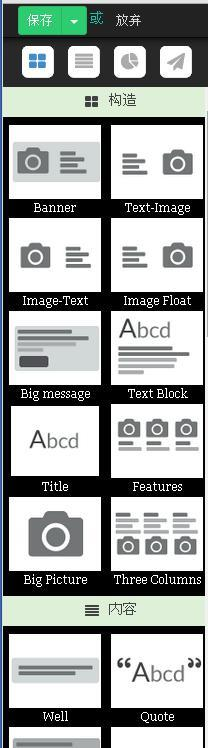 保存 或 放弃
构造
Banner Text-Image
Image-Text Image Float
Abcd
Big message Text Block
Abcd
Title Features
Big Picture Three Columns
内容
“Abcd”
Well Quote